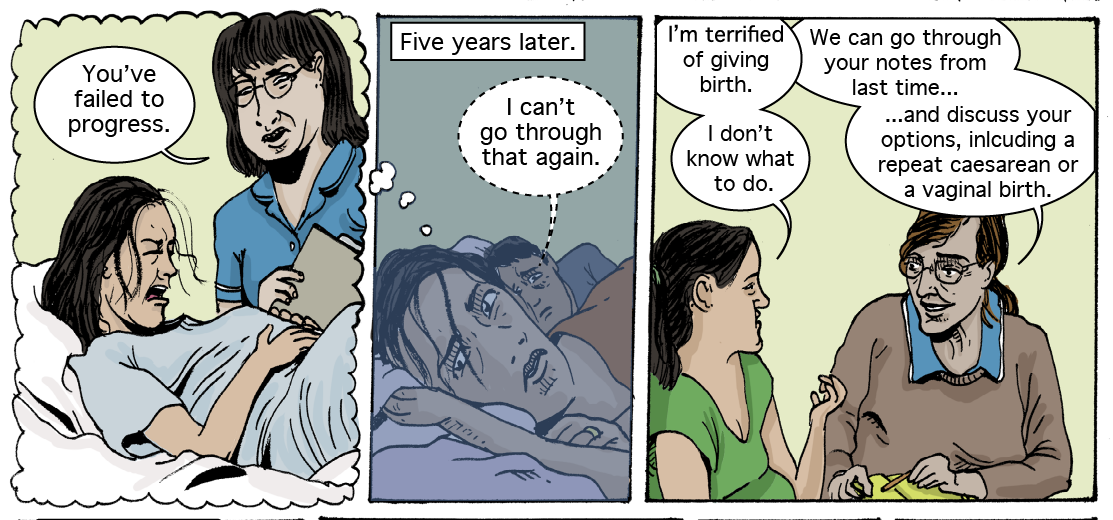 You've
failed to
progress.
Five years later.
I can't
go through
that again.
I'm terrified
of giving
birth.
I don't
know what
to do.
We can go through
your notes from
last time...
...and discuss your
options, inlcuding a
repeat caesarean or
a vaginal birth.